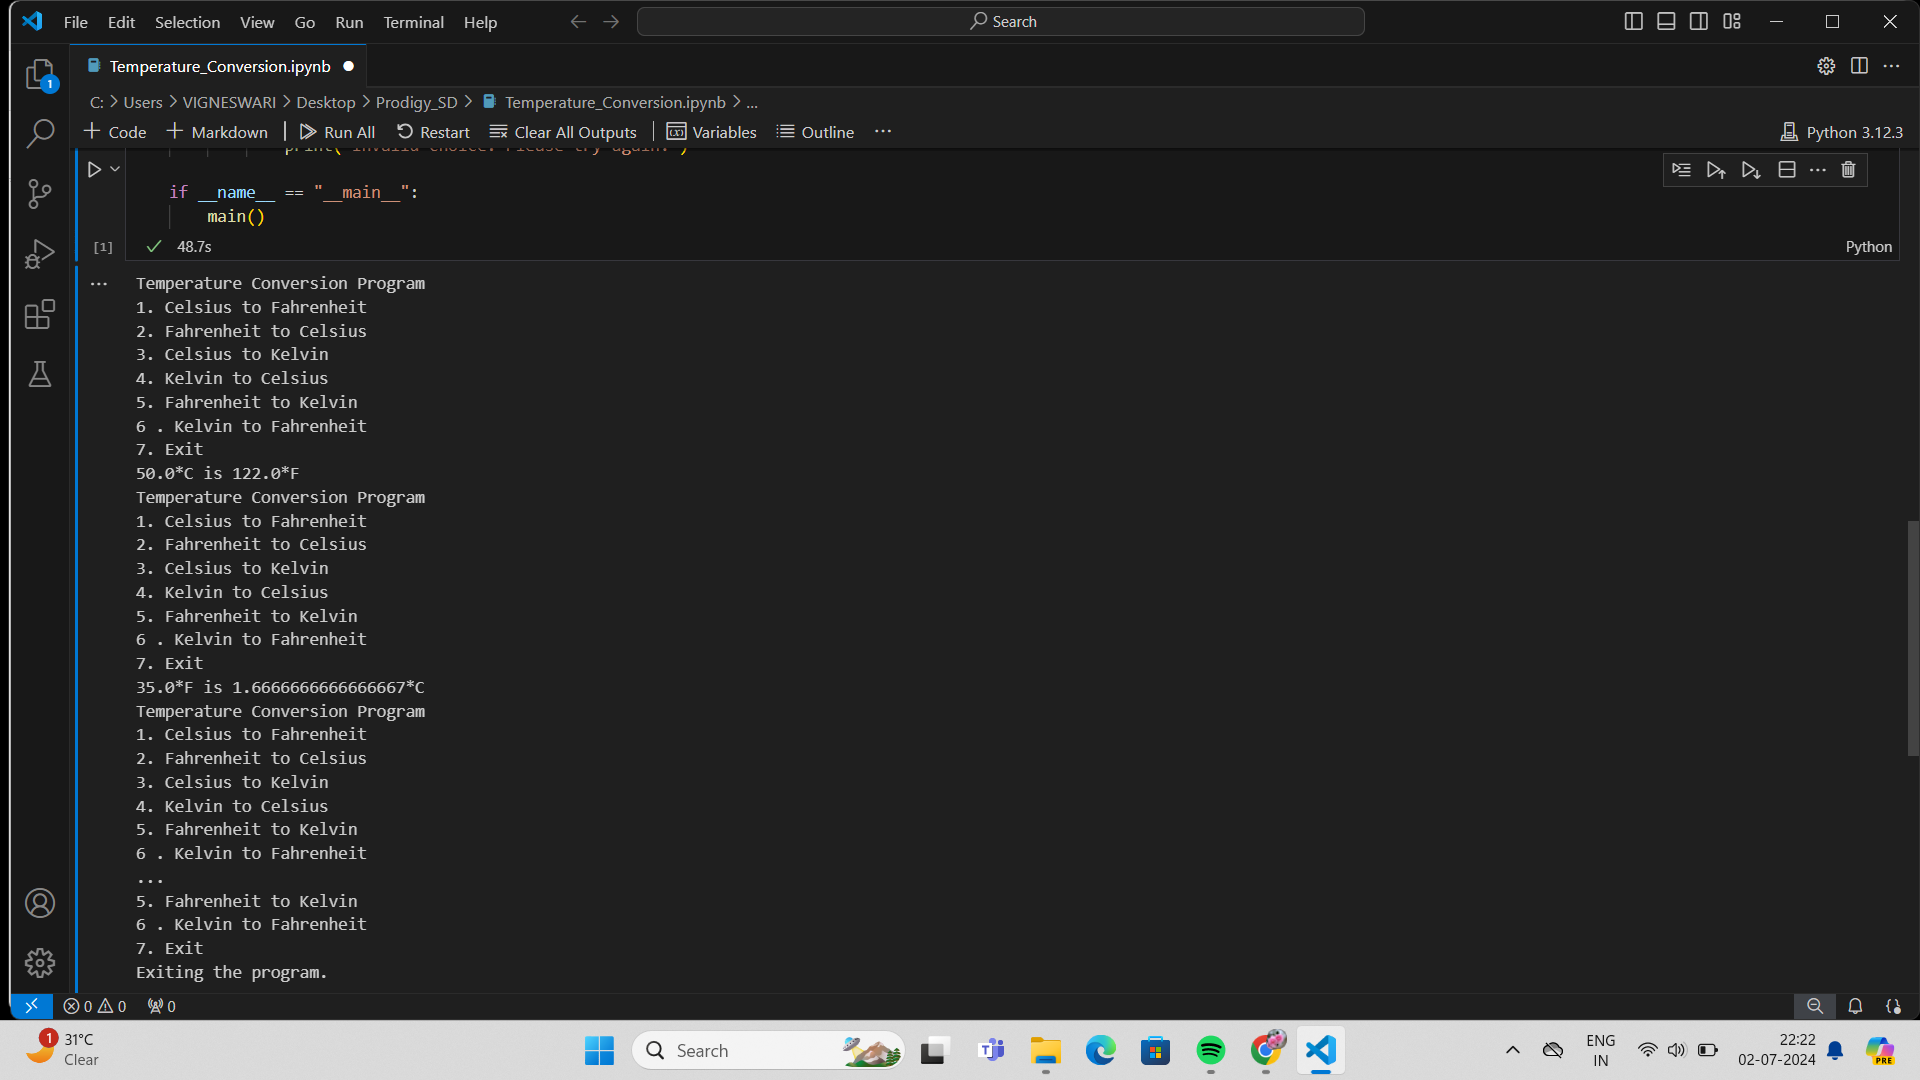 File Edit Selection View Go Run Terminal Help Search
Temperature_Conversion.ipynb
C: > Users > VIGNESWARI > Desktop > Prodigy_SD > Temperature_Conversion.ipynb > ...
+ Code + Markdown | Run All Restart Clear All Outputs | Variables Outline ... Python 3.12.3
print("Invalid choice. Please try again.")
if __name__ == "__main__":
main()
[1] 48.7s Python
Temperature Conversion Program
1. Celsius to Fahrenheit
2. Fahrenheit to Celsius
3. Celsius to Kelvin
4. Kelvin to Celsius
5. Fahrenheit to Kelvin
6 . Kelvin to Fahrenheit
7. Exit
50.0*C is 122.0*F
Temperature Conversion Program
1. Celsius to Fahrenheit
2. Fahrenheit to Celsius
3. Celsius to Kelvin
4. Kelvin to Celsius
5. Fahrenheit to Kelvin
6 . Kelvin to Fahrenheit
7. Exit
35.0*F is 1.6666666666666667*C
Temperature Conversion Program
1. Celsius to Fahrenheit
2. Fahrenheit to Celsius
3. Celsius to Kelvin
4. Kelvin to Celsius
5. Fahrenheit to Kelvin
6 . Kelvin to Fahrenheit
...
5. Fahrenheit to Kelvin
6 . Kelvin to Fahrenheit
7. Exit
Exiting the program.
0 0 0
1 31°C
Clear
Search
ENG
IN
22:22
02-07-2024
PRE